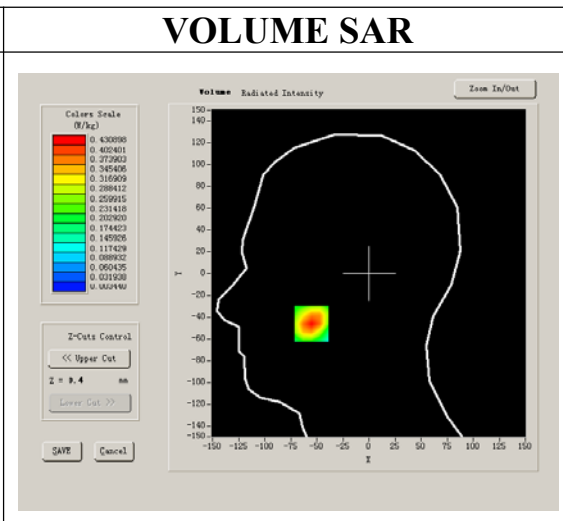 VOLUME SAR
Volume Radiated Intensity
Zoom In/Out
Colors Scale
(W/kg)
0.430898
0.402401
0.373903
0.345406
0.316909
0.288412
0.259915
0.231418
0.202920
0.174423
0.145926
0.117429
0.088932
0.060435
0.031938
0.003440
Z-Cuts Control
<< Upper Cut
Z = 0.4 mm
Lower Cut >>
SAVE Cancel
150
140
120
100
80
60
40
20
0
-20
-40
-60
-80
-100
-120
-140
-150
Y
-150 -125 -100 -75 -50 -25 0 25 50 75 100 125 150
X